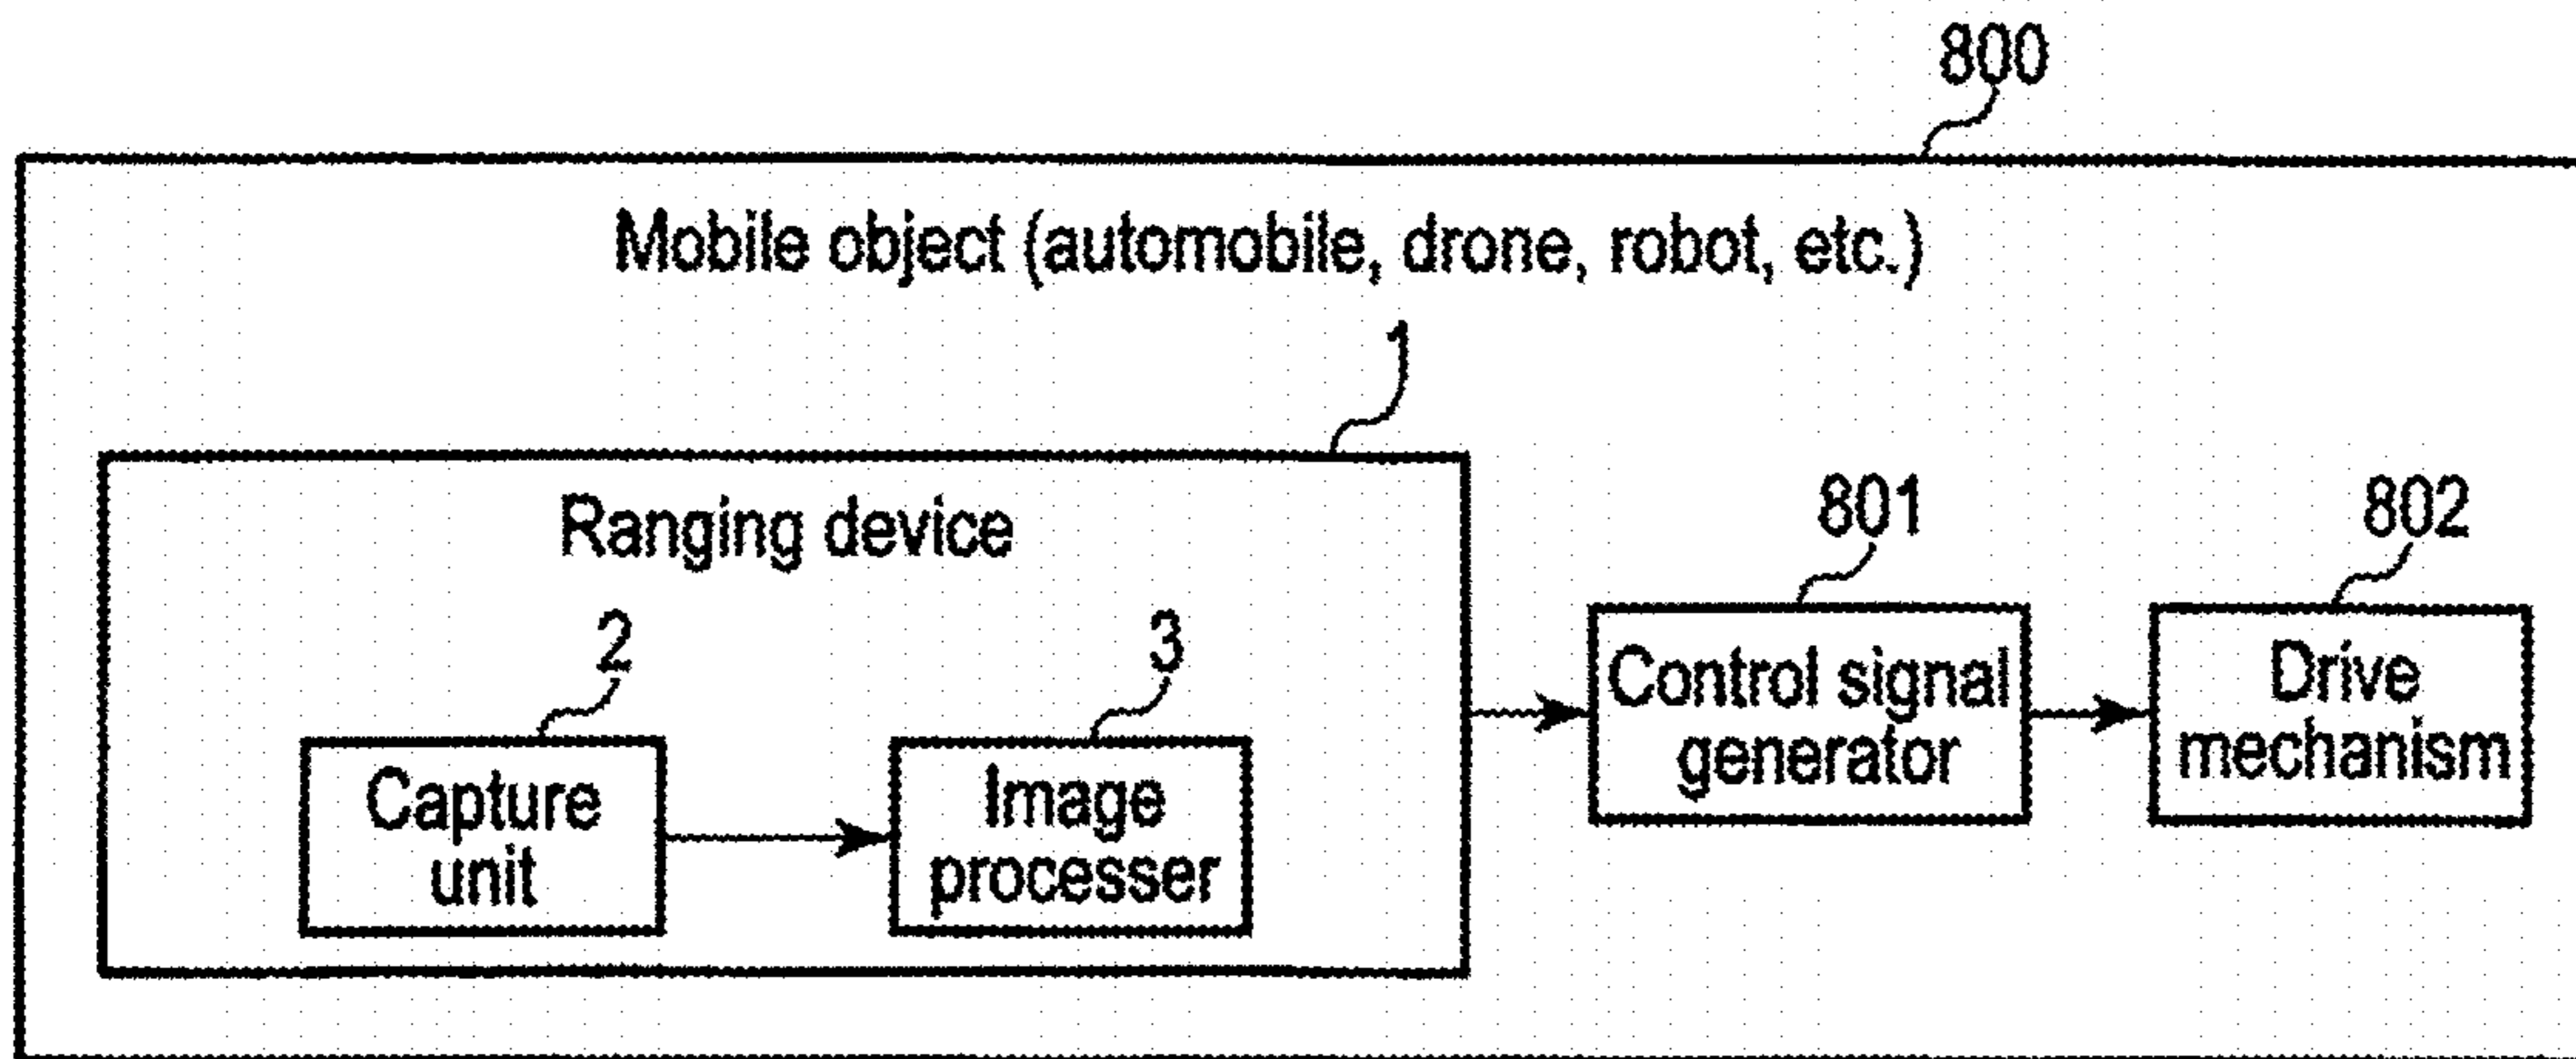 800
Mobile object (automobile, drone, robot, etc.)
1
Ranging device
801
802
2
3
Control signal
generator
Drive
mechanism
Capture
unit
Image
processer